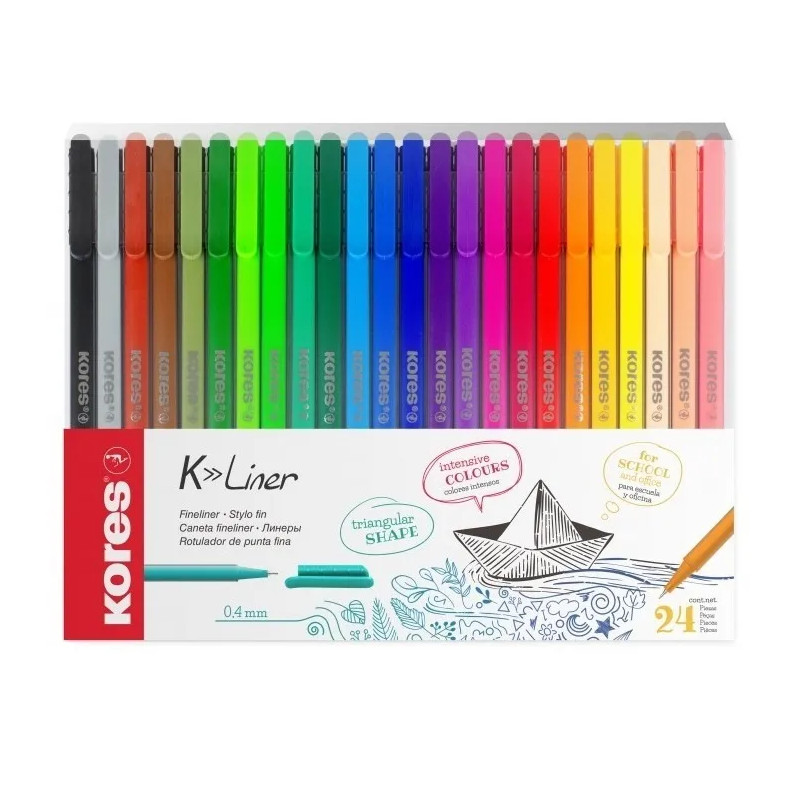 kores kores kores kores kores kores kores kores kores kores kores kores kores kores kores kores kores kores kores kores kores kores kores kores
kores
K»Liner
Fineliner • Stylo fin
Caneta fineliner • Линеры
Rotulador de punta fina
0,4 mm
triangular
SHAPE
intensive
COLOURS
colores intensos
for
SCHOOL
and office
para escuela
y oficina
cont.net.
24
Piezas
Peças
Pieces
Pièces